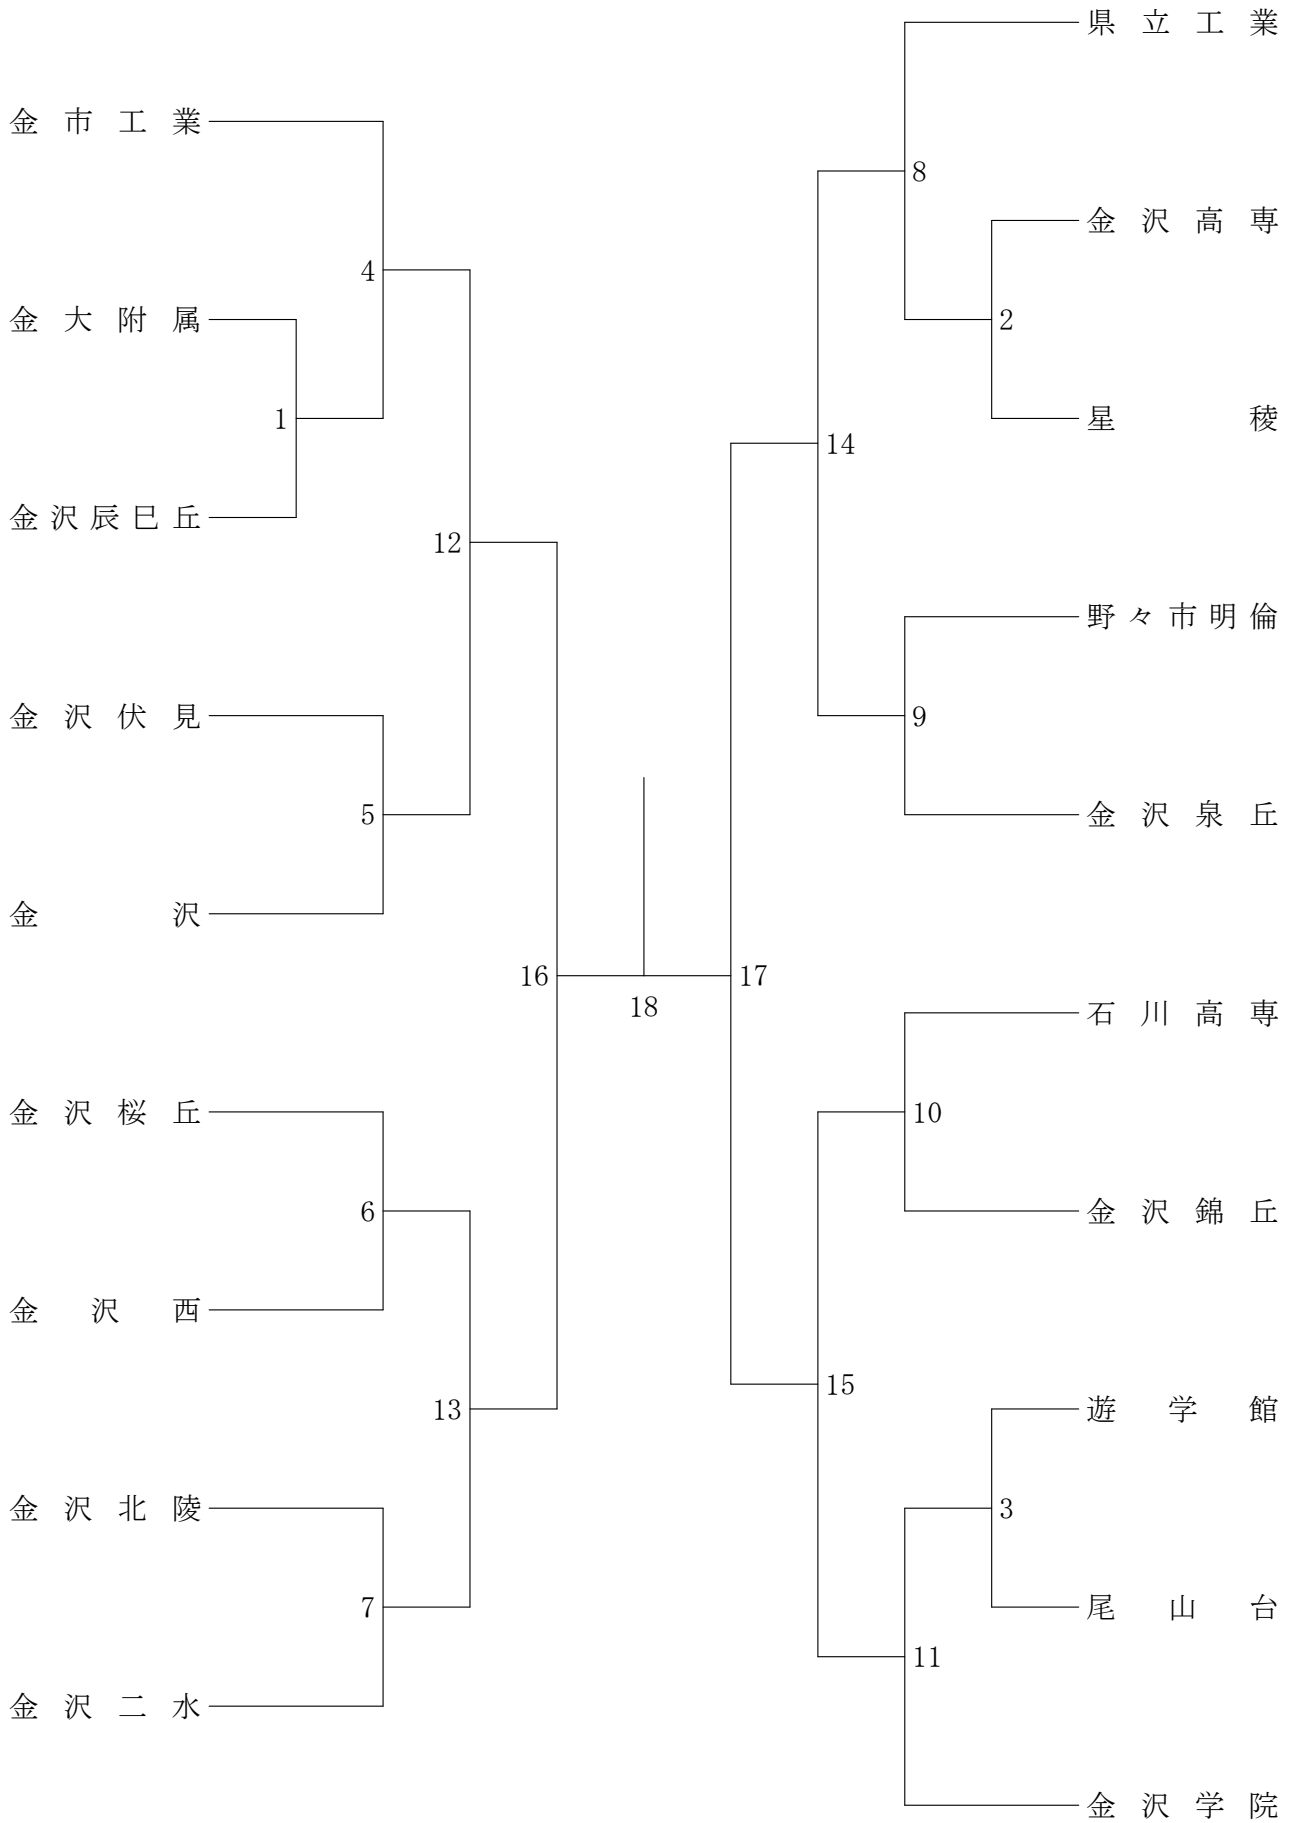 金市工業
金大附属
金沢辰巳丘
金沢伏見
金沢
金沢桜丘
金沢西
金沢北陵
金沢二水
4
1
12
5
16
6
13
7
18
県立工業
8
金沢高専
2
星稜
14
野々市明倫
9
金沢泉丘
17
石川高専
10
金沢錦丘
15
遊学館
3
尾山台
11
金沢学院